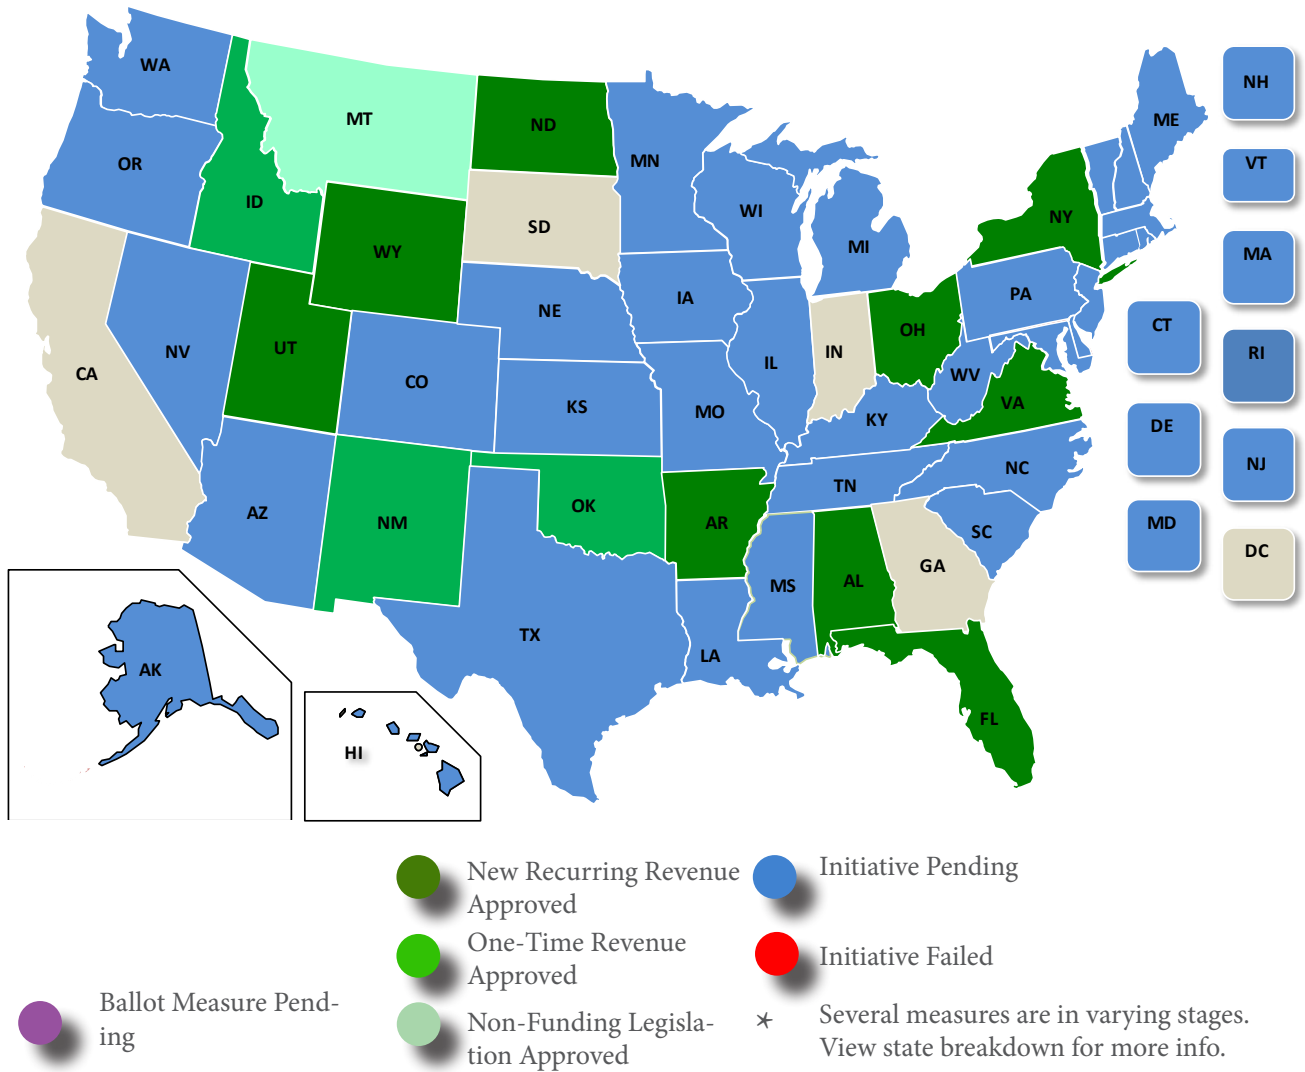 WA
OR
CA
ID
NV
MT
WY
UT
AZ
CO
NM
ND
SD
NE
KS
OK
TX
MN
IA
MO
AR
LA
WI
IL
MI
IN
OH
KY
TN
MS
AL
GA
FL
SC
NC
VA
WV
PA
NY
ME
NH
VT
MA
CT
RI
DE
NJ
MD
DC
AK
HI
New Recurring Revenue
Approved
One-Time Revenue
Approved
Non-Funding Legisla-
tion Approved
Initiative Pending
Initiative Failed
* Several measures are in varying stages.
View state breakdown for more info.
Ballot Measure Pend-
ing